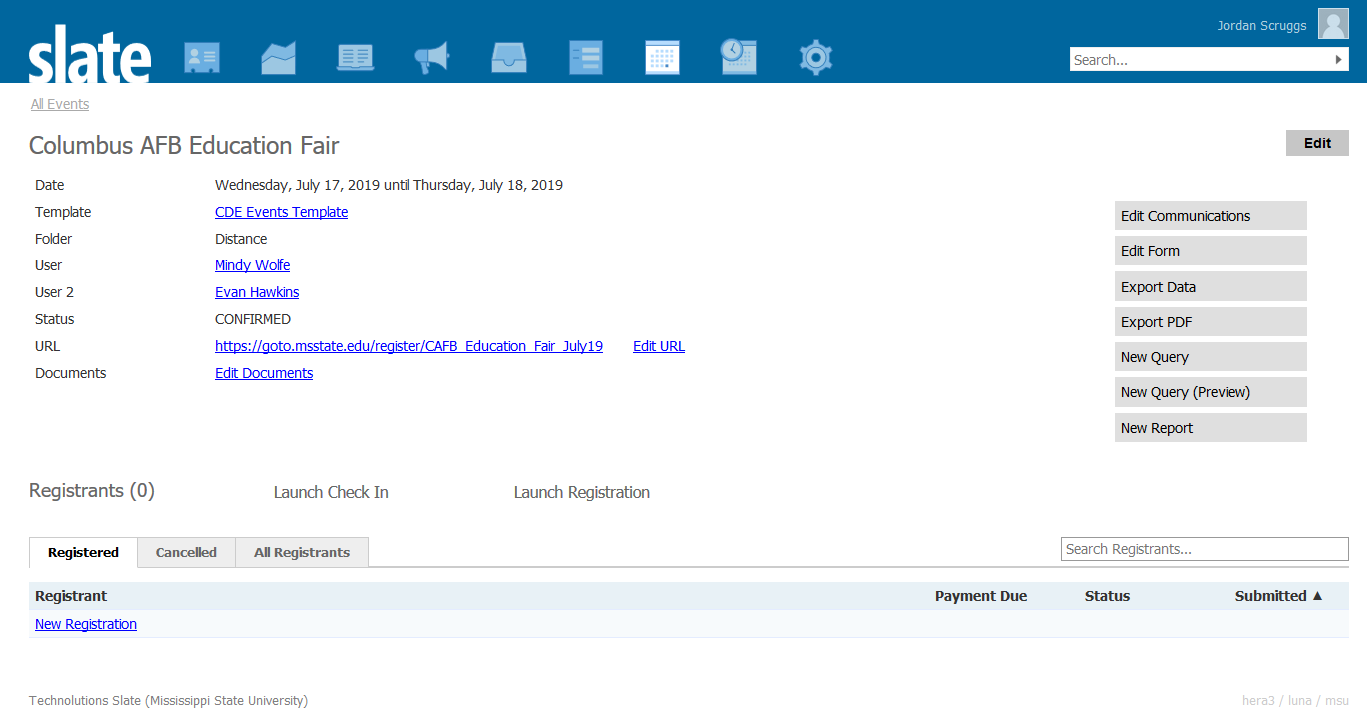 Jordan Scruggs
slate
Search...
All Events
Columbus AFB Education Fair
Edit
Date Wednesday, July 17, 2019 until Thursday, July 18, 2019
Template CDE Events Template
Folder Distance
User Mindy Wolfe
User 2 Evan Hawkins
Status CONFIRMED
URL https://goto.msstate.edu/register/CAFB_Education_Fair_July19 Edit URL
Documents Edit Documents
Edit Communications
Edit Form
Export Data
Export PDF
New Query
New Query (Preview)
New Report
Registrants (0) Launch Check In Launch Registration
Registered Cancelled All Registrants Search Registrants...
Registrant Payment Due Status Submitted ▲
New Registration
Technolutions Slate (Mississippi State University) hera3 / luna / msu